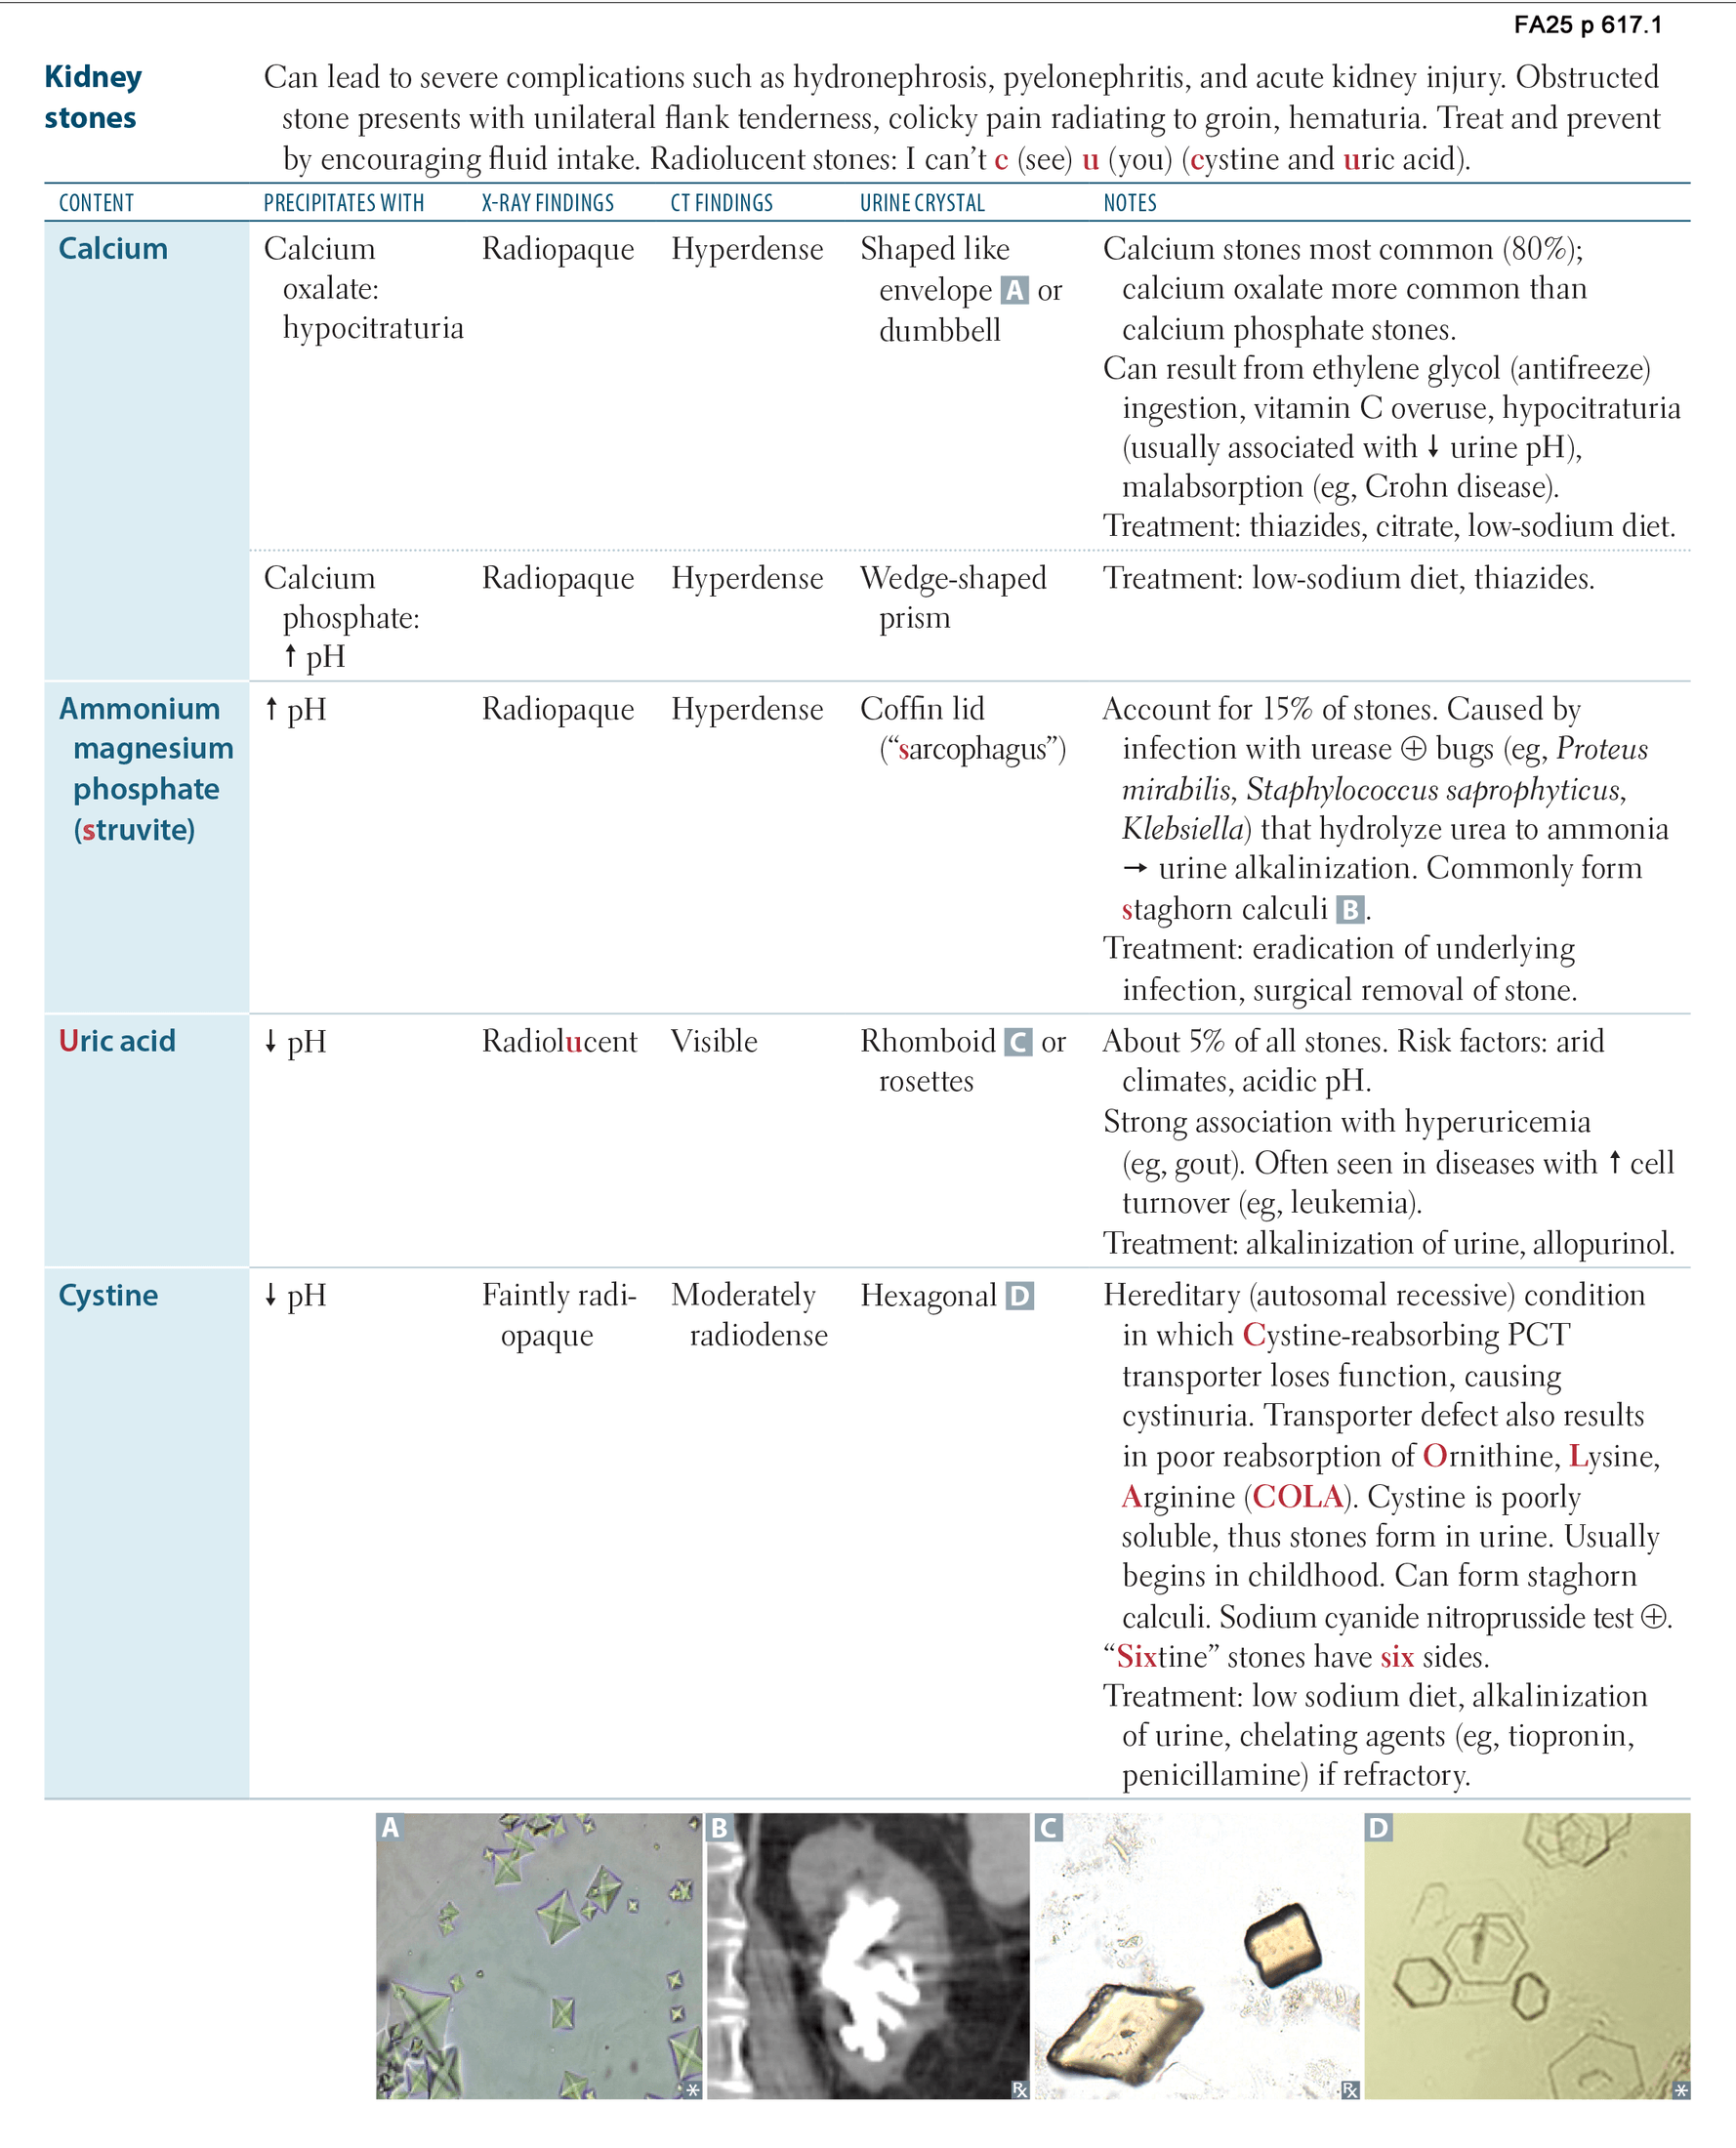 FA25 p 617.1
Kidney
stones
Can lead to severe complications such as hydronephrosis, pyelonephritis, and acute kidney injury. Obstructed
stone presents with unilateral flank tenderness, colicky pain radiating to groin, hematuria. Treat and prevent
by encouraging fluid intake. Radiolucent stones: I can't c (see) u (you) (cystine and uric acid).
CONTENT PRECIPITATES WITH X-RAY FINDINGS CT FINDINGS URINE CRYSTAL NOTES
Calcium
Calcium
oxalate:
hypocitraturia
Radiopaque
Hyperdense
Shaped like
envelope A or
dumbbell
Calcium stones most common (80%);
calcium oxalate more common than
calcium phosphate stones.
Can result from ethylene glycol (antifreeze)
ingestion, vitamin C overuse, hypocitraturia
(usually associated with ↓ urine pH),
malabsorption (eg, Crohn disease).
Treatment: thiazides, citrate, low-sodium diet.
Calcium
phosphate:
↑ pH
Radiopaque
Hyperdense
Wedge-shaped
prism
Treatment: low-sodium diet, thiazides.
Ammonium
magnesium
phosphate
(struvite)
↑ pH
Radiopaque
Hyperdense
Coffin lid
(“sarcophagus”)
Account for 15% of stones. Caused by
infection with urease ⊕ bugs (eg, Proteus
mirabilis, Staphylococcus saprophyticus,
Klebsiella) that hydrolyze urea to ammonia
→ urine alkalinization. Commonly form
staghorn calculi B.
Treatment: eradication of underlying
infection, surgical removal of stone.
Uric acid
↓ pH
Radiolucent
Visible
Rhomboid C or
rosettes
About 5% of all stones. Risk factors: arid
climates, acidic pH.
Strong association with hyperuricemia
(eg, gout). Often seen in diseases with ↑ cell
turnover (eg, leukemia).
Treatment: alkalinization of urine, allopurinol.
Cystine
↓ pH
Faintly radi-
opaque
Moderately
radiodense
Hexagonal D
Hereditary (autosomal recessive) condition
in which Cystine-reabsorbing PCT
transporter loses function, causing
cystinuria. Transporter defect also results
in poor reabsorption of Ornithine, Lysine,
Arginine (COLA). Cystine is poorly
soluble, thus stones form in urine. Usually
begins in childhood. Can form staghorn
calculi. Sodium cyanide nitroprusside test ⊕.
“Sixtine” stones have six sides.
Treatment: low sodium diet, alkalinization
of urine, chelating agents (eg, tiopronin,
penicillamine) if refractory.
A B C D
* ℞ ℞ *